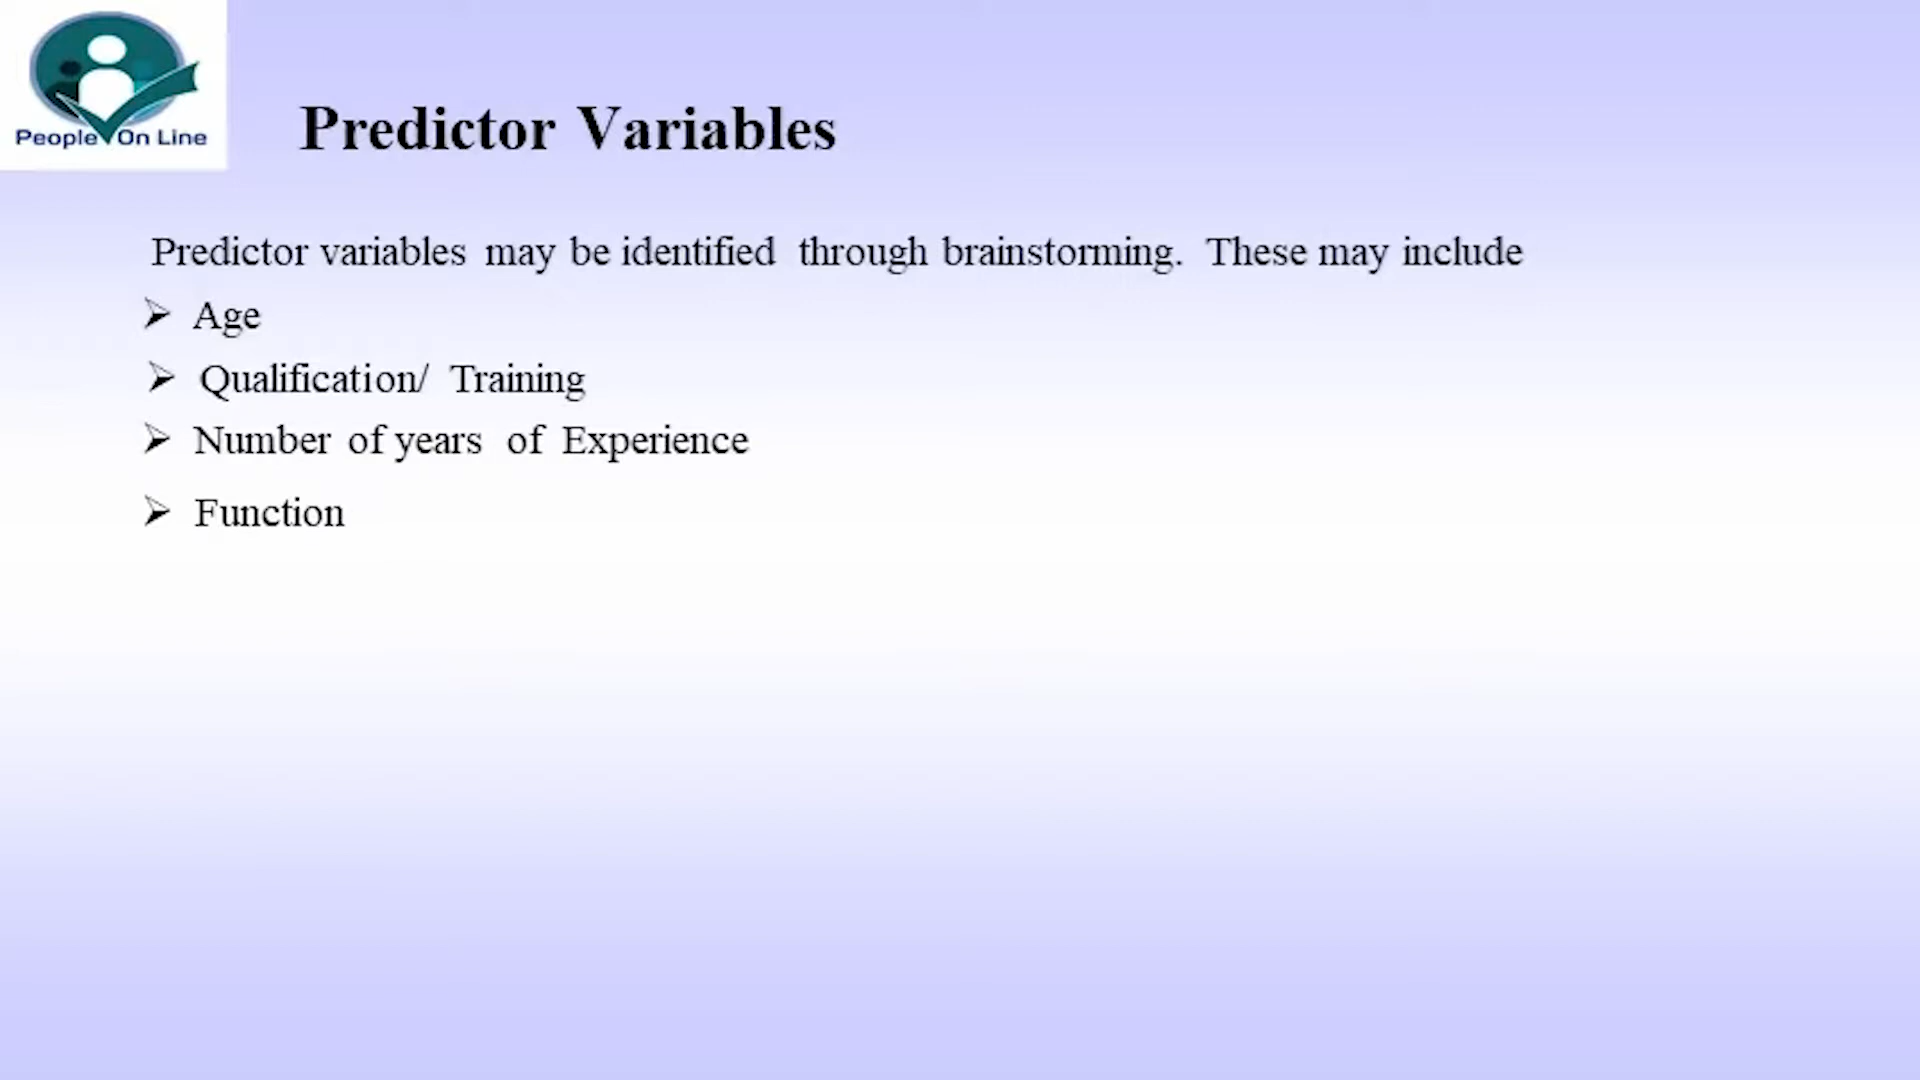 People On Line
Predictor Variables
Predictor variables may be identified through brainstorming. These may include
Age
Qualification/ Training
Number of years of Experience
Function